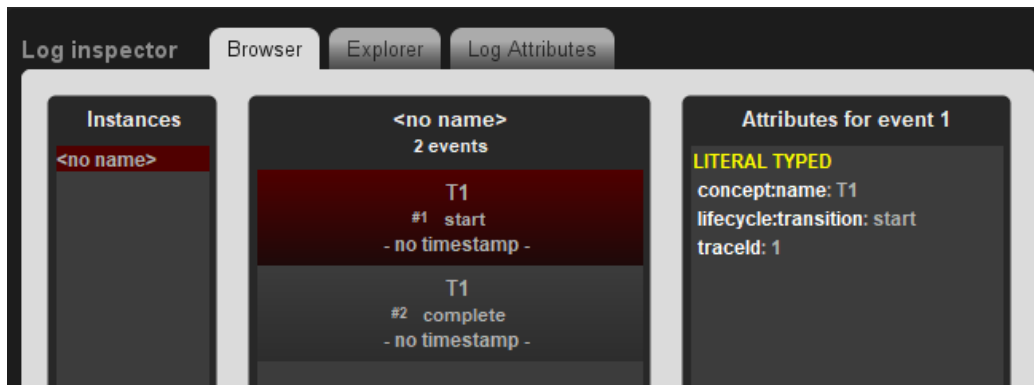 Log inspector Browser Explorer Log Attributes
Instances
<no name>
<no name>
2 events
T1
#1 start
- no timestamp -
T1
#2 complete
- no timestamp -
Attributes for event 1
LITERAL TYPED
concept:name: T1
lifecycle:transition: start
traceId: 1